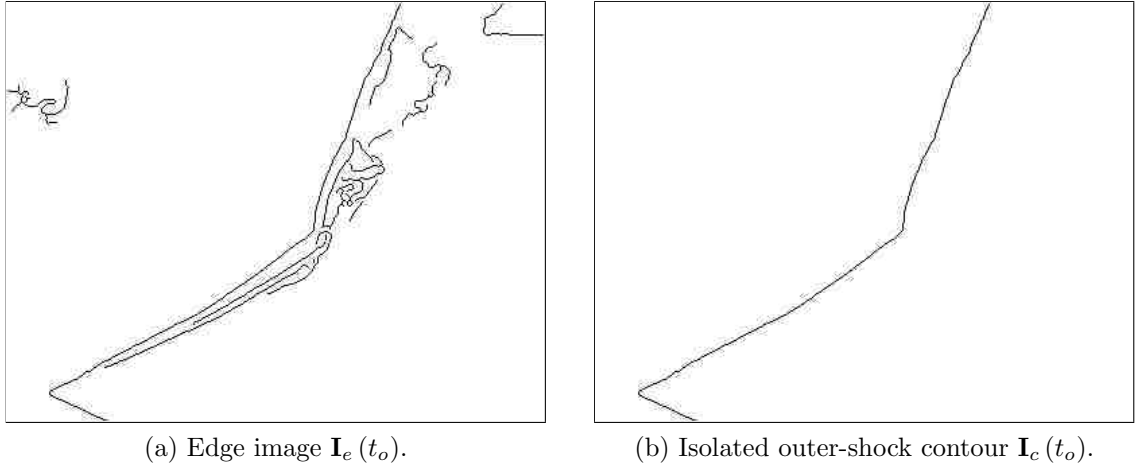 (a) Edge image I_e (t_o).
(b) Isolated outer-shock contour I_c (t_o).